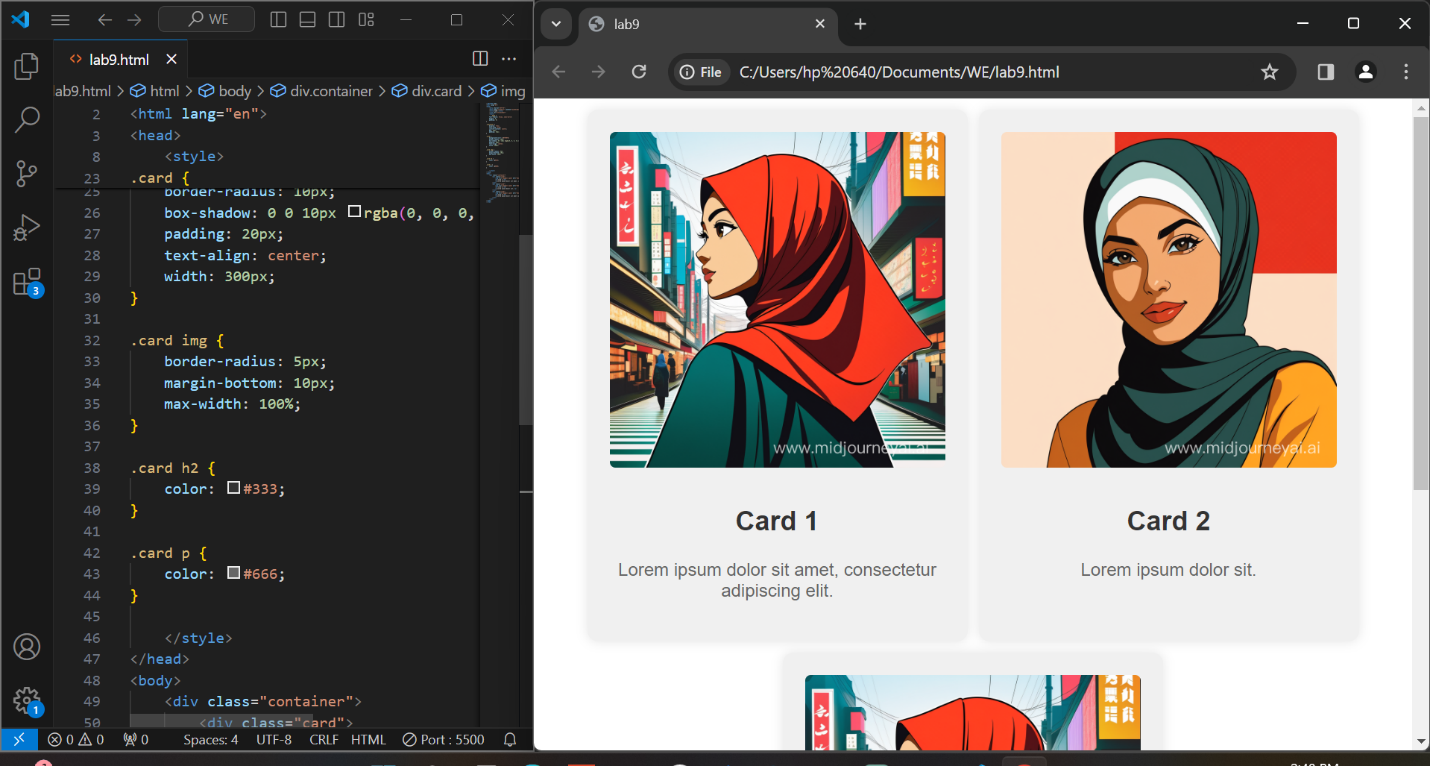 WE
lab9.html
lab9.html > html > body > div.container > div.card > img
2 <html lang="en">
3 <head>
8 <style>
23 .card {
25 border-radius: 10px;
26 box-shadow: 0 0 10px rgba(0, 0, 0,
27 padding: 20px;
28 text-align: center;
29 width: 300px;
30 }
31
32 .card img {
33 border-radius: 5px;
34 margin-bottom: 10px;
35 max-width: 100%;
36 }
37
38 .card h2 {
39 color: #333;
40 }
41
42 .card p {
43 color: #666;
44 }
45
46 </style>
47 </head>
48 <body>
49 <div class="container">
50 <div class="card">
3
1
0 0 0 Spaces: 4 UTF-8 CRLF HTML Port : 5500
lab9
File C:/Users/hp%20640/Documents/WE/lab9.html
www.midjourneyai.ai
www.midjourneyai.ai
Card 1
Card 2
Lorem ipsum dolor sit amet, consectetur
adipiscing elit.
Lorem ipsum dolor sit.